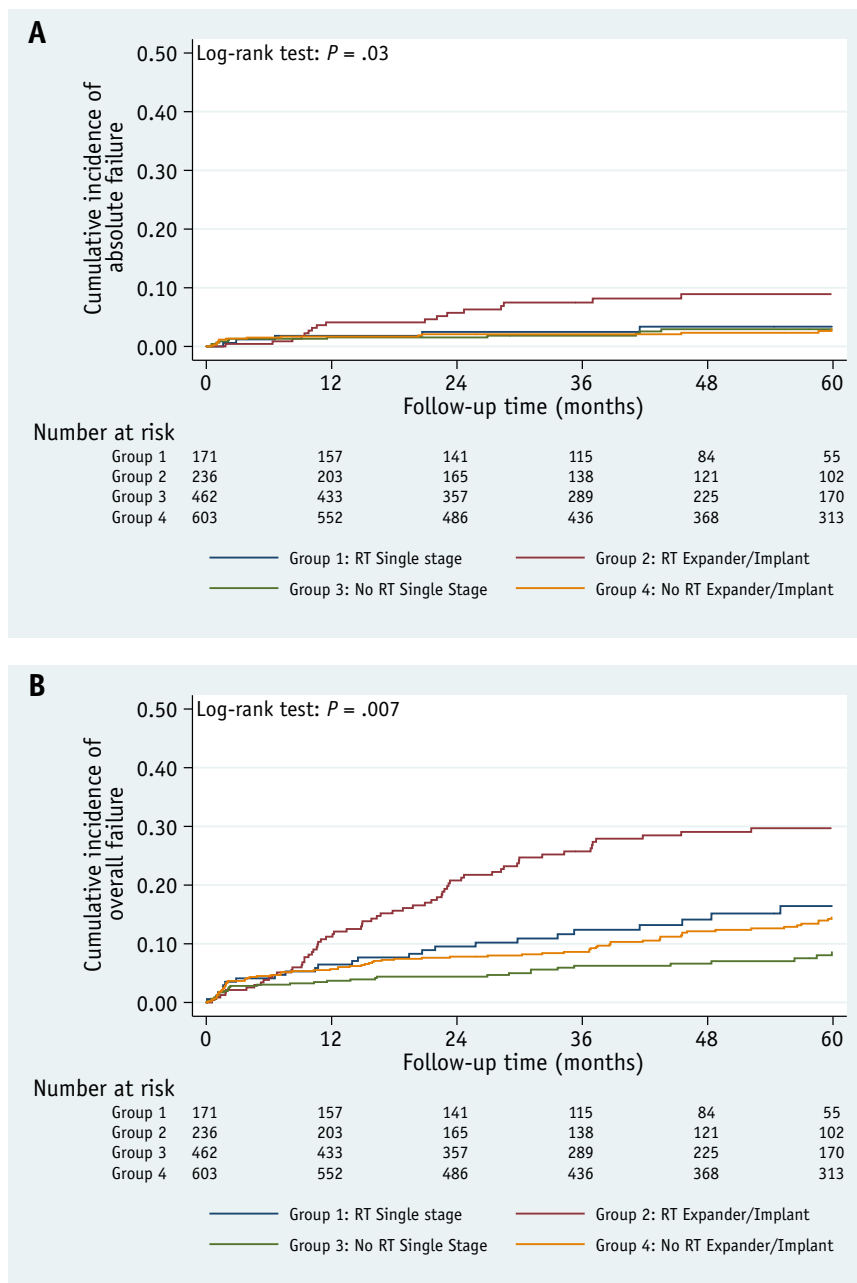 A
Log-rank test: P = .03
Cumulative incidence of
absolute failure
0.50
0.40
0.30
0.20
0.10
0.00
0 12 24 36 48 60
Follow-up time (months)
Number at risk
Group 1 171 157 141 115 84 55
Group 2 236 203 165 138 121 102
Group 3 462 433 357 289 225 170
Group 4 603 552 486 436 368 313
Group 1: RT Single stage Group 2: RT Expander/Implant
Group 3: No RT Single Stage Group 4: No RT Expander/Implant
B
Log-rank test: P = .007
Cumulative incidence of
overall failure
0.50
0.40
0.30
0.20
0.10
0.00
0 12 24 36 48 60
Follow-up time (months)
Number at risk
Group 1 171 157 141 115 84 55
Group 2 236 203 165 138 121 102
Group 3 462 433 357 289 225 170
Group 4 603 552 486 436 368 313
Group 1: RT Single stage Group 2: RT Expander/Implant
Group 3: No RT Single Stage Group 4: No RT Expander/Implant